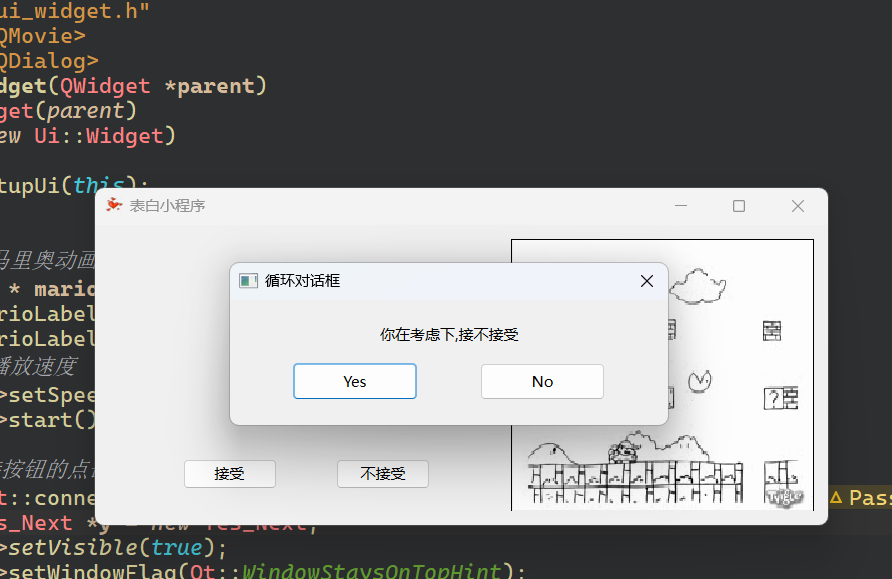 ui_widget.h"
QMovie>
QDialog>
dget(QWidget *parent)
get(parent)
ew Ui::Widget)
tupUi(this);
表白小程序
马里奥动画
* mario
循环对话框
rioLabel
你在考虑下,接不接受
rioLabel
播放速度
Yes
No
>setSpee
>start()
?
按钮的点
接受
不接受
t::conne
Pass
s_Next *y = new Yes_Next;
>setVisible(true);
>setWindowFlag(Qt::WindowStaysOnTopHint);